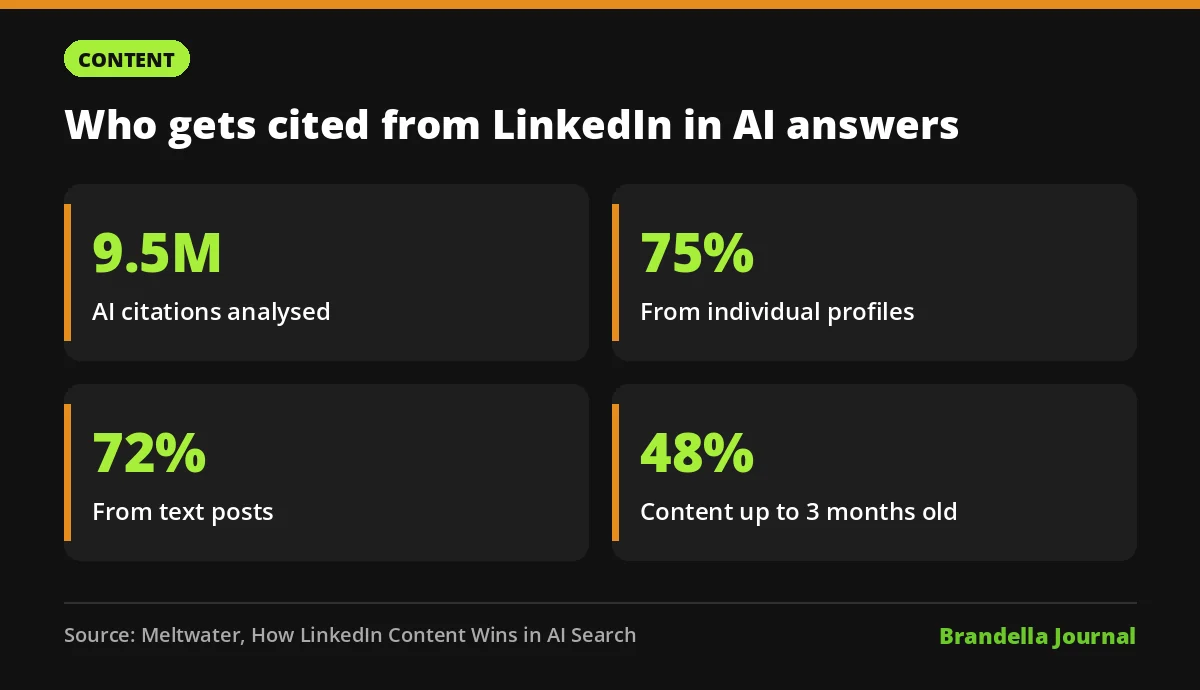 CONTENT
Who gets cited from LinkedIn in AI answers
9.5M
AI citations analysed
75%
From individual profiles
72%
From text posts
48%
Content up to 3 months old
Source: Meltwater, How LinkedIn Content Wins in AI Search
Brandella Journal